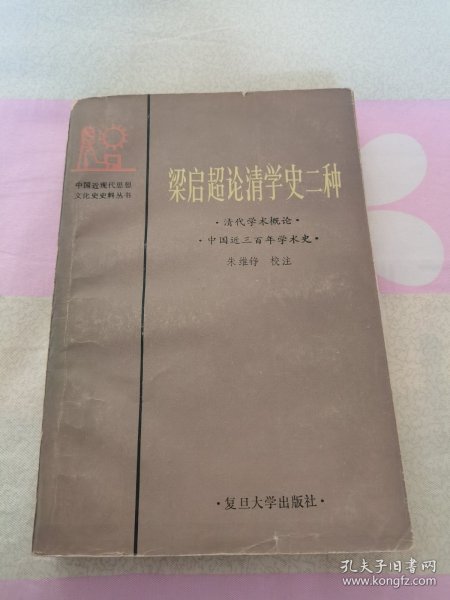 中国近现代思想
文化史史料丛书
梁启超论清学史二种
·清代学术概论·
·中国近三百年学术史·
朱维铮 校注
·复旦大学出版社·
孔夫子旧书网
www.kongfz.com